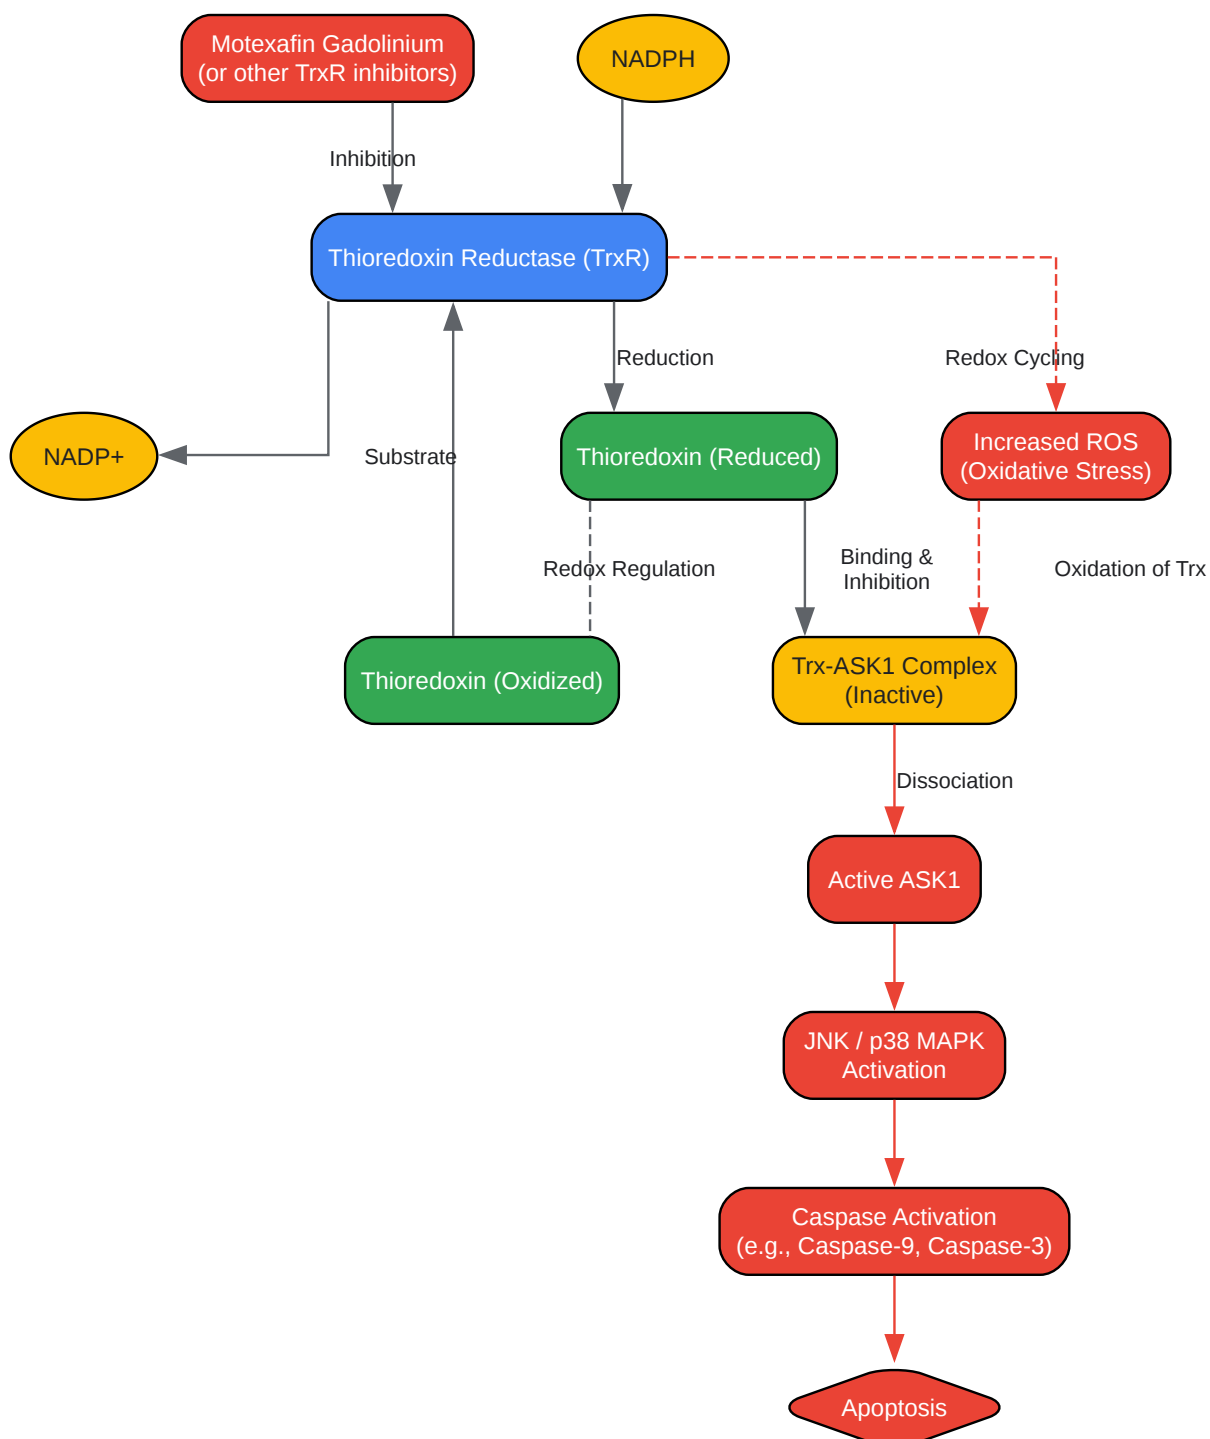 Motexafin Gadolinium
(or other TrxR inhibitors)
NADPH
Inhibition
Thioredoxin Reductase (TrxR)
Reduction
Redox Cycling
NADP+
Substrate
Thioredoxin (Reduced)
Increased ROS
(Oxidative Stress)
Redox Regulation
Binding &
Inhibition
Oxidation of Trx
Thioredoxin (Oxidized)
Trx-ASK1 Complex
(Inactive)
Dissociation
Active ASK1
JNK / p38 MAPK
Activation
Caspase Activation
(e.g., Caspase-9, Caspase-3)
Apoptosis